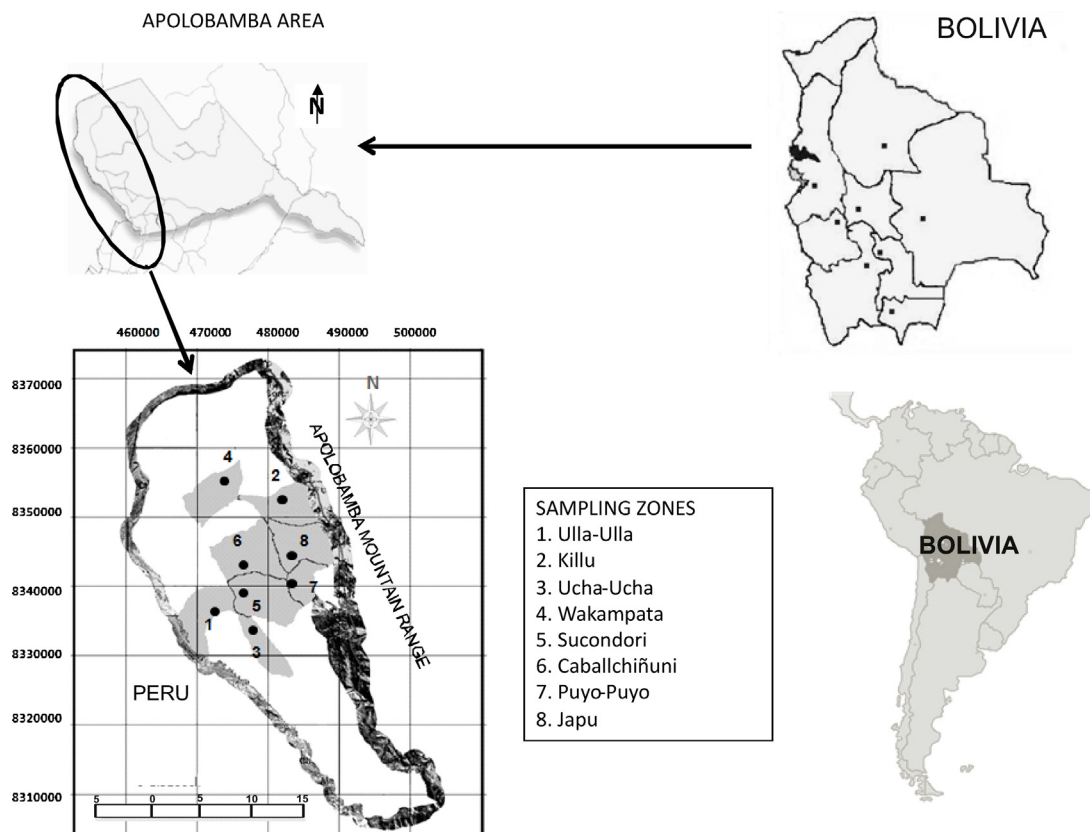 APOLOBAMBA AREA
BOLIVIA
N
460000 470000 480000 490000 500000
8370000
8360000
8350000
8340000
8330000
8320000
8310000
N
APOLOBAMBA MOUNTAIN RANGE
4
2
6
8
7
5
1
3
PERU
5 0 5 10 15
SAMPLING ZONES
1. Ulla-Ulla
2. Killu
3. Ucha-Ucha
4. Wakampata
5. Sucondori
6. Caballchiñuni
7. Puyo-Puyo
8. Japu
BOLIVIA